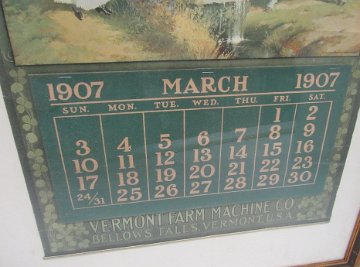 1907 MARCH 1907
SUN. MON. TUE. WED. THU. FRI. SAT.
1 2
3 4 5 6 7 8 9
10 11 12 13 14 15 16
17 18 19 20 21 22 23
24/31 25 26 27 28 29 30
VERMONT FARM MACHINE CO.
BELLOWS FALLS, VERMONT, U.S.A.